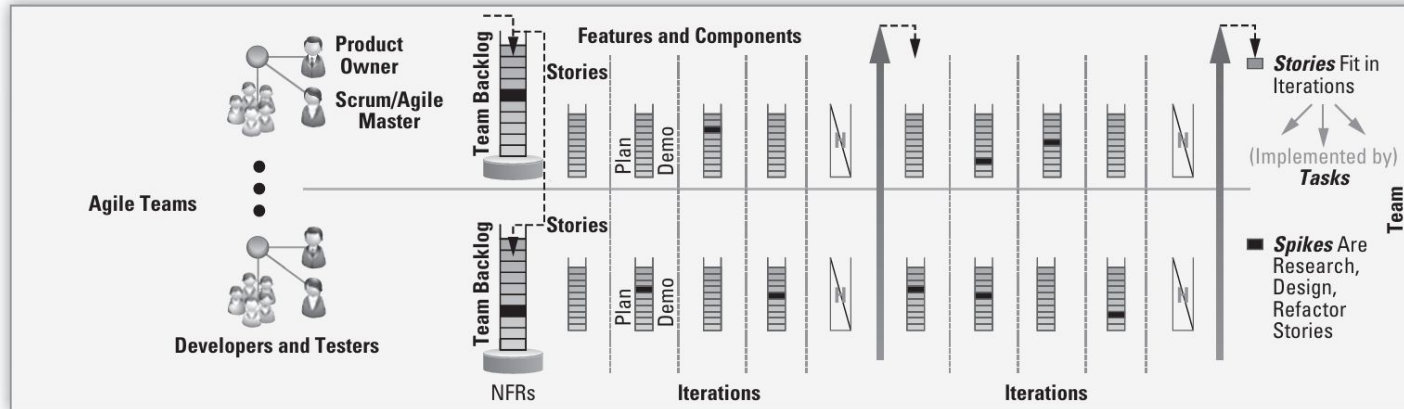 Features and Components
Product
Owner
Scrum/Agile
Master
Team Backlog
Stories
Plan
Demo
H
H
Stories Fit in
Iterations
(Implemented by)
Tasks
Agile Teams
Team
Developers and Testers
Team Backlog
Stories
Plan
Demo
H
H
Spikes Are
Research,
Design,
Refactor
Stories
NFRs
Iterations
Iterations